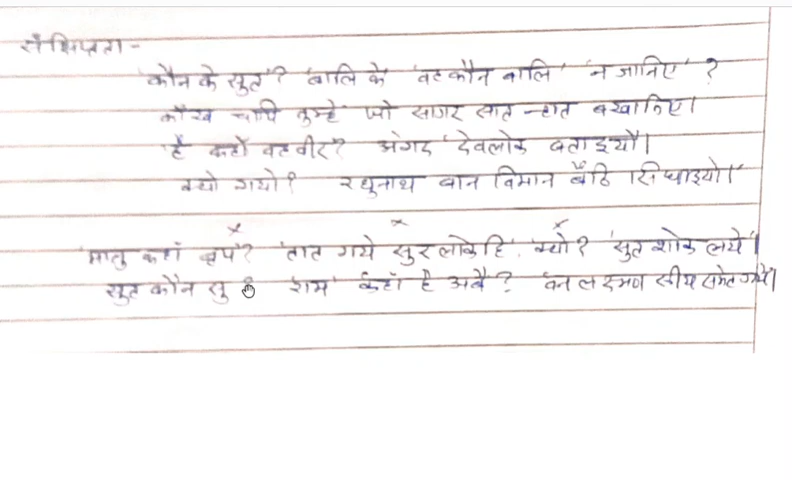 संक्षिप्तता -
'कौन के सुत'? बालि के 'वह कौन बालि' 'न जानिए' ?
काँख चापि तुम्हें जो सागर सात न्हात बखानिए।
है कहाँ वह वीर? अंगद 'देवलोक बताइयौ।
क्यो गयो? रघुनाथ बान विमान बैठि सिधाइयो।'
× × ×
'मातु कहां नृप'? 'तात गये सुरलोकहि, 'क्यो? 'सुत शोक लये'।
सुत कौन सु 'राम' कहाँ है अबै? वन लक्ष्मण सीय समेत गये।